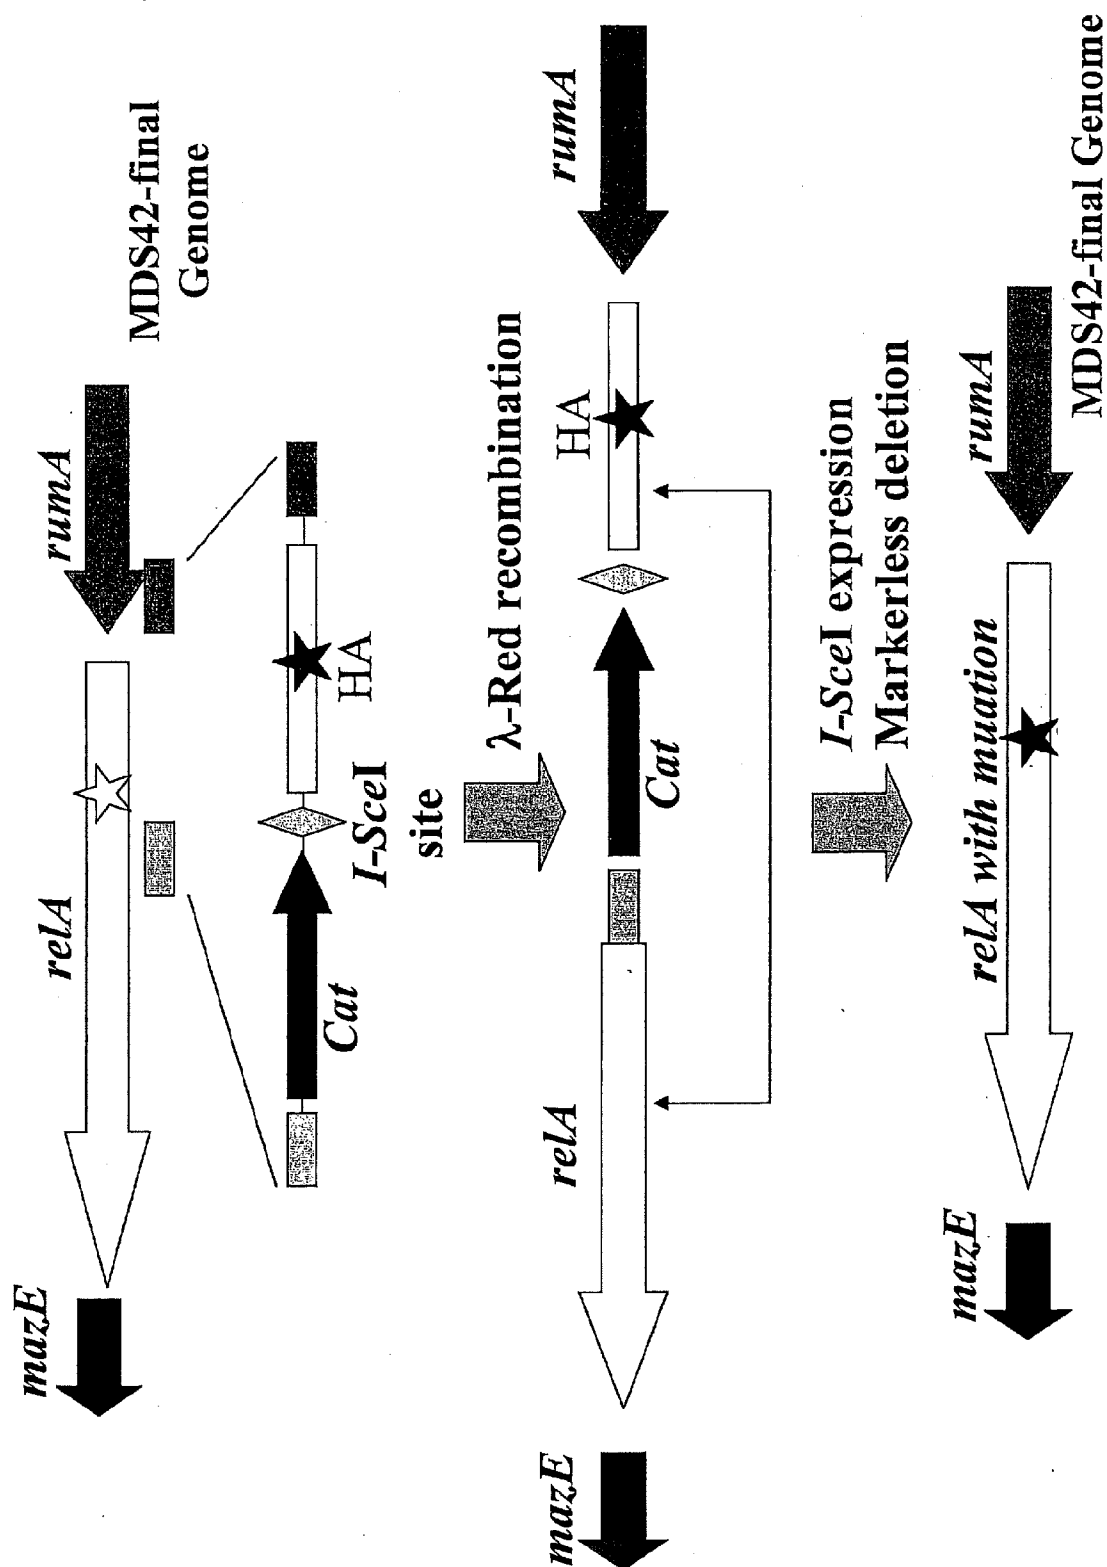 mazE
relA
rumA
MDS42-final
Genome
Cat
I-SceI
site
HA
λ-Red recombination
mazE
relA
Cat
HA
rumA
I-SceI expression
Markerless deletion
mazE
relA with muation
rumA
MDS42-final Genome